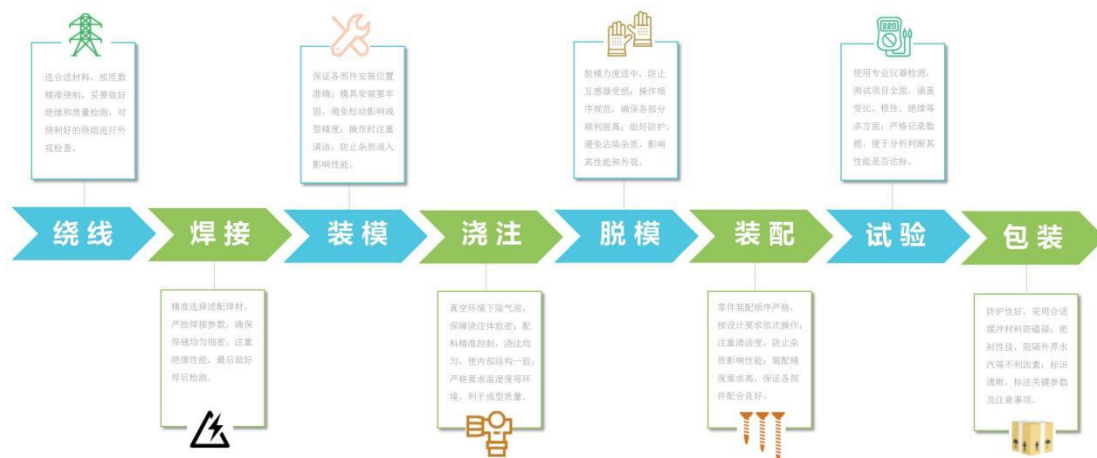 220
选合适材料，按匝数
精准绕制，妥善做好
绝缘和质量检测，对
绕制好的绕组进行外
观检查。
保证各部件安装位置
准确；模具安装要牢
固，避免松动影响成
型精度；操作时注重
清洁，防止杂质混入
影响性能。
脱模力度适中，防止
互感器受损；操作顺
序规范，确保各部分
顺利脱离；做好防护，
避免沾染杂质，影响
其性能和外观。
使用专业仪器检测，
测试项目全面，涵盖
变比、极性、绝缘等
多方面；严格记录数
据，便于分析判断其
性能是否达标。
绕线
焊接
装模
浇注
脱模
装配
试验
包装
精准选择适配焊材，
严控焊接参数，确保
焊缝均匀细密；注重
绝缘性能，最后做好
焊后检测。
真空环境下除气泡，
保障浇注体致密；配
料精准控制，浇注均
匀，使内部结构一致；
严格要求温湿度等环
境，利于成型质量。
零件装配顺序严格，
按设计要求依次操作；
注重清洁度，防止杂
质影响性能；装配精
度要求高，保证各部
件配合良好。
防护性好，采用合适
缓冲材料防磕碰；密
封性佳，阻隔外界水
汽等不利因素；标识
清晰，标注关键参数
及注意事项。